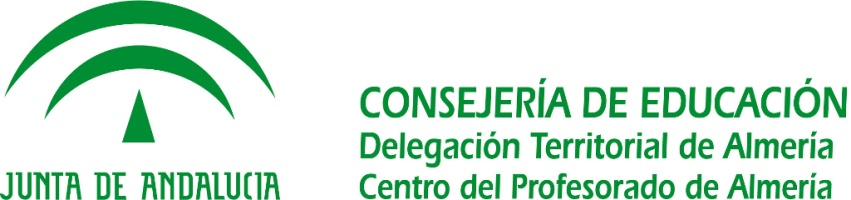 JUNTA DE ANDALUCIA
CONSEJERÍA DE EDUCACIÓN
Delegación Territorial de Almería
Centro del Profesorado de Almería